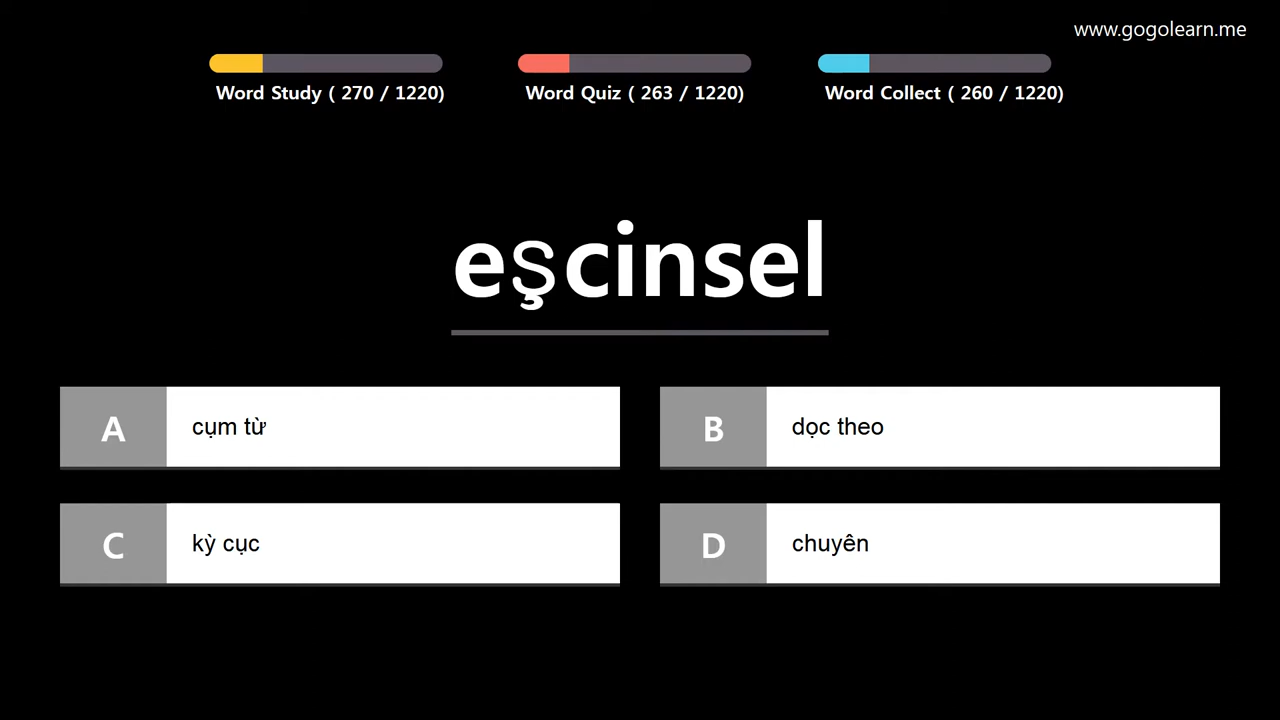 www.gogolearn.me
Word Study ( 270 / 1220)
Word Quiz ( 263 / 1220)
Word Collect ( 260 / 1220)
eşcinsel
A cụm từ
B dọc theo
C kỳ cục
D chuyên